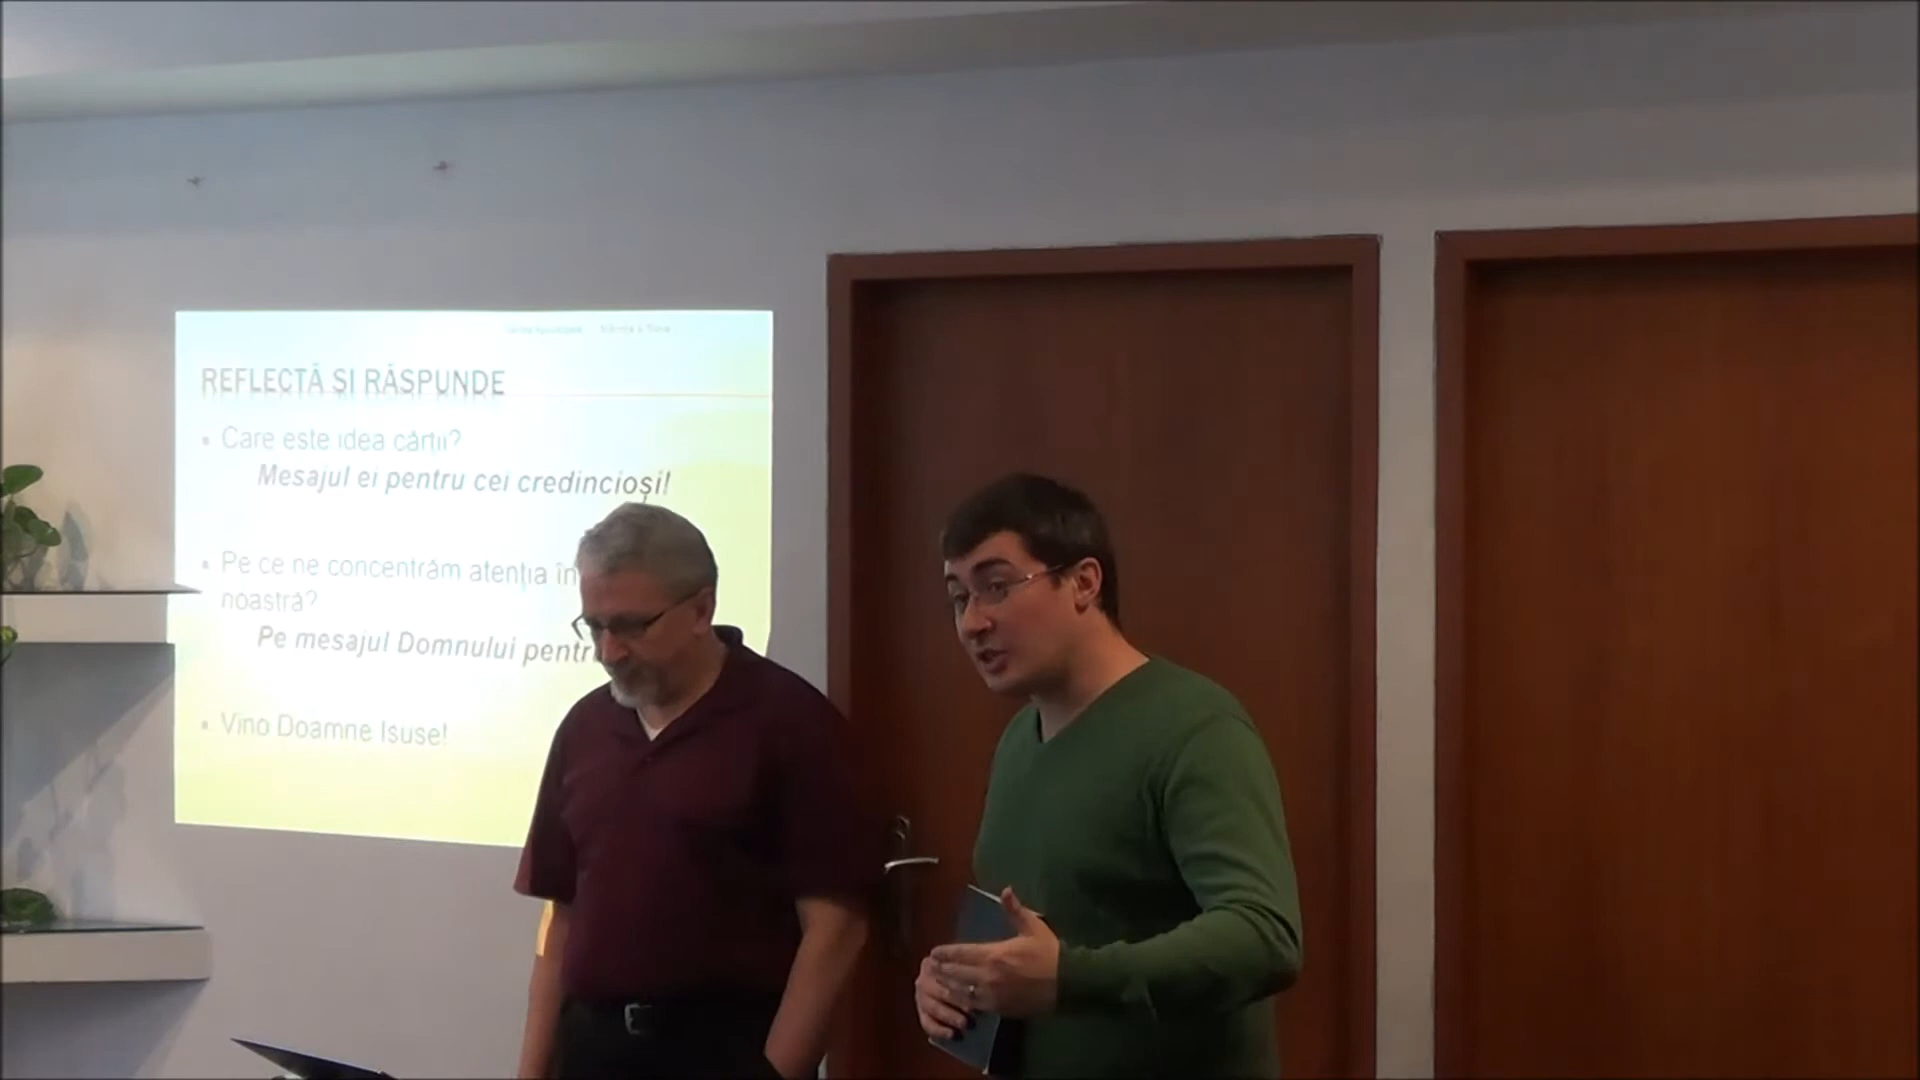 REFLECTĂ ȘI RĂSPUNDE
Care este idea cărții?
Mesajul ei pentru cei credincioși!
Pe ce ne concentrăm atenția în
noastră?
Pe mesajul Domnului pentru
Vino Doamne Isuse!